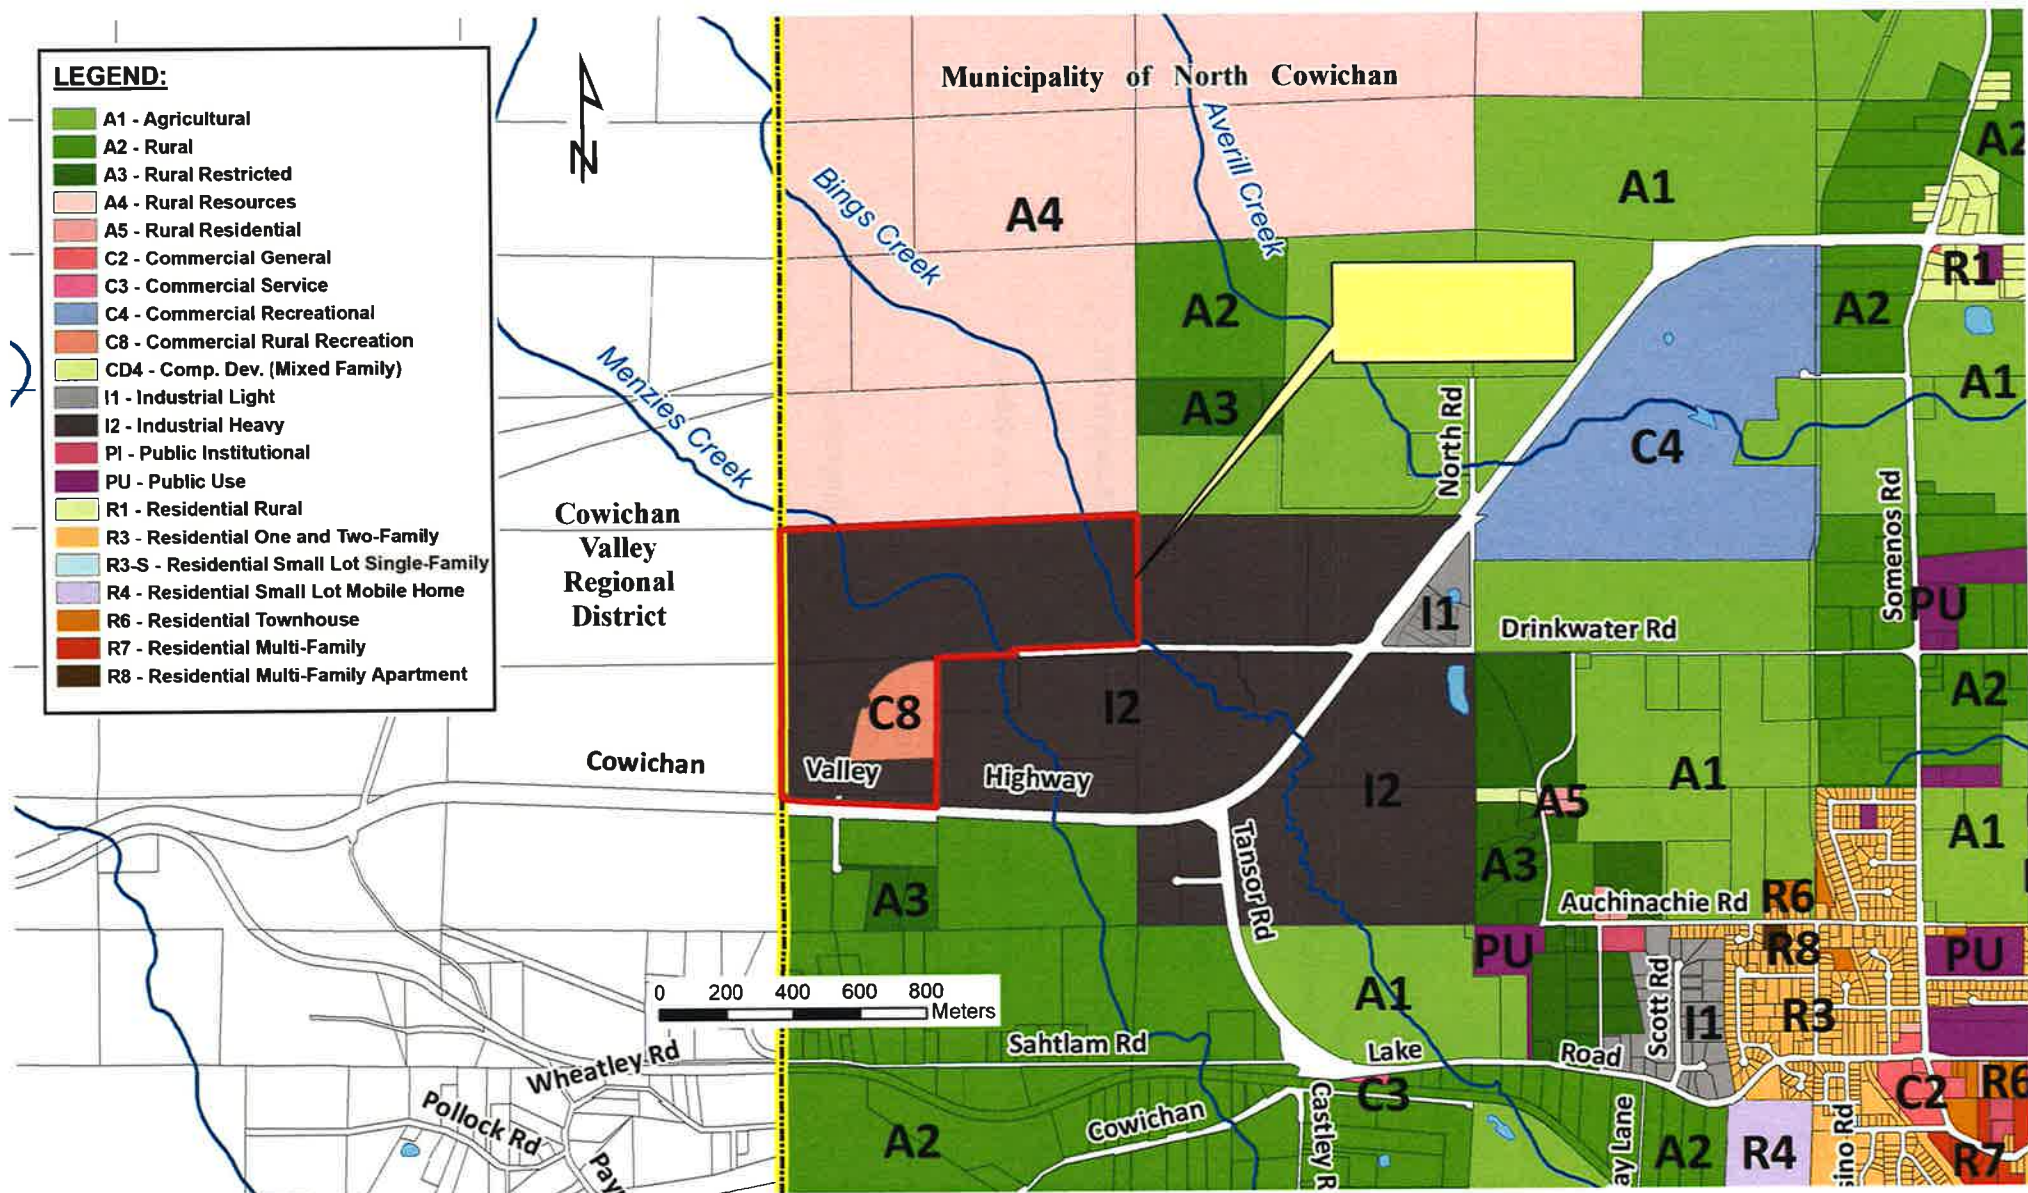 LEGEND:
A1 - Agricultural
A2 - Rural
A3 - Rural Restricted
A4 - Rural Resources
A5 - Rural Residential
C2 - Commercial General
C3 - Commercial Service
C4 - Commercial Recreational
C8 - Commercial Rural Recreation
CD4 - Comp. Dev. (Mixed Family)
I1 - Industrial Light
I2 - Industrial Heavy
PI - Public Institutional
PU - Public Use
R1 - Residential Rural
R3 - Residential One and Two-Family
R3-S - Residential Small Lot Single-Family
R4 - Residential Small Lot Mobile Home
R6 - Residential Townhouse
R7 - Residential Multi-Family
R8 - Residential Multi-Family Apartment
N
Municipality of North Cowichan
Averill Creek
Bings Creek
Menzies Creek
A4
A1
A2
R1
A2
A2
A3
A1
C4
North Rd
Somenos Rd
Cowichan
Valley
Regional
District
I1
Drinkwater Rd
PU
A2
C8
I2
Cowichan
Valley
Highway
I2
A1
A5
A1
Tansor Rd
A3
A3
Auchinachie Rd
R6
R8
PU
PU
A1
Scott Rd
I1
R3
0 200 400 600 800
Meters
Sahtlam Rd
Lake
Road
Wheatley Rd
Pollock Rd
C3
C2
R6
Cowichan
Castley R
A2
A2
R4
R7